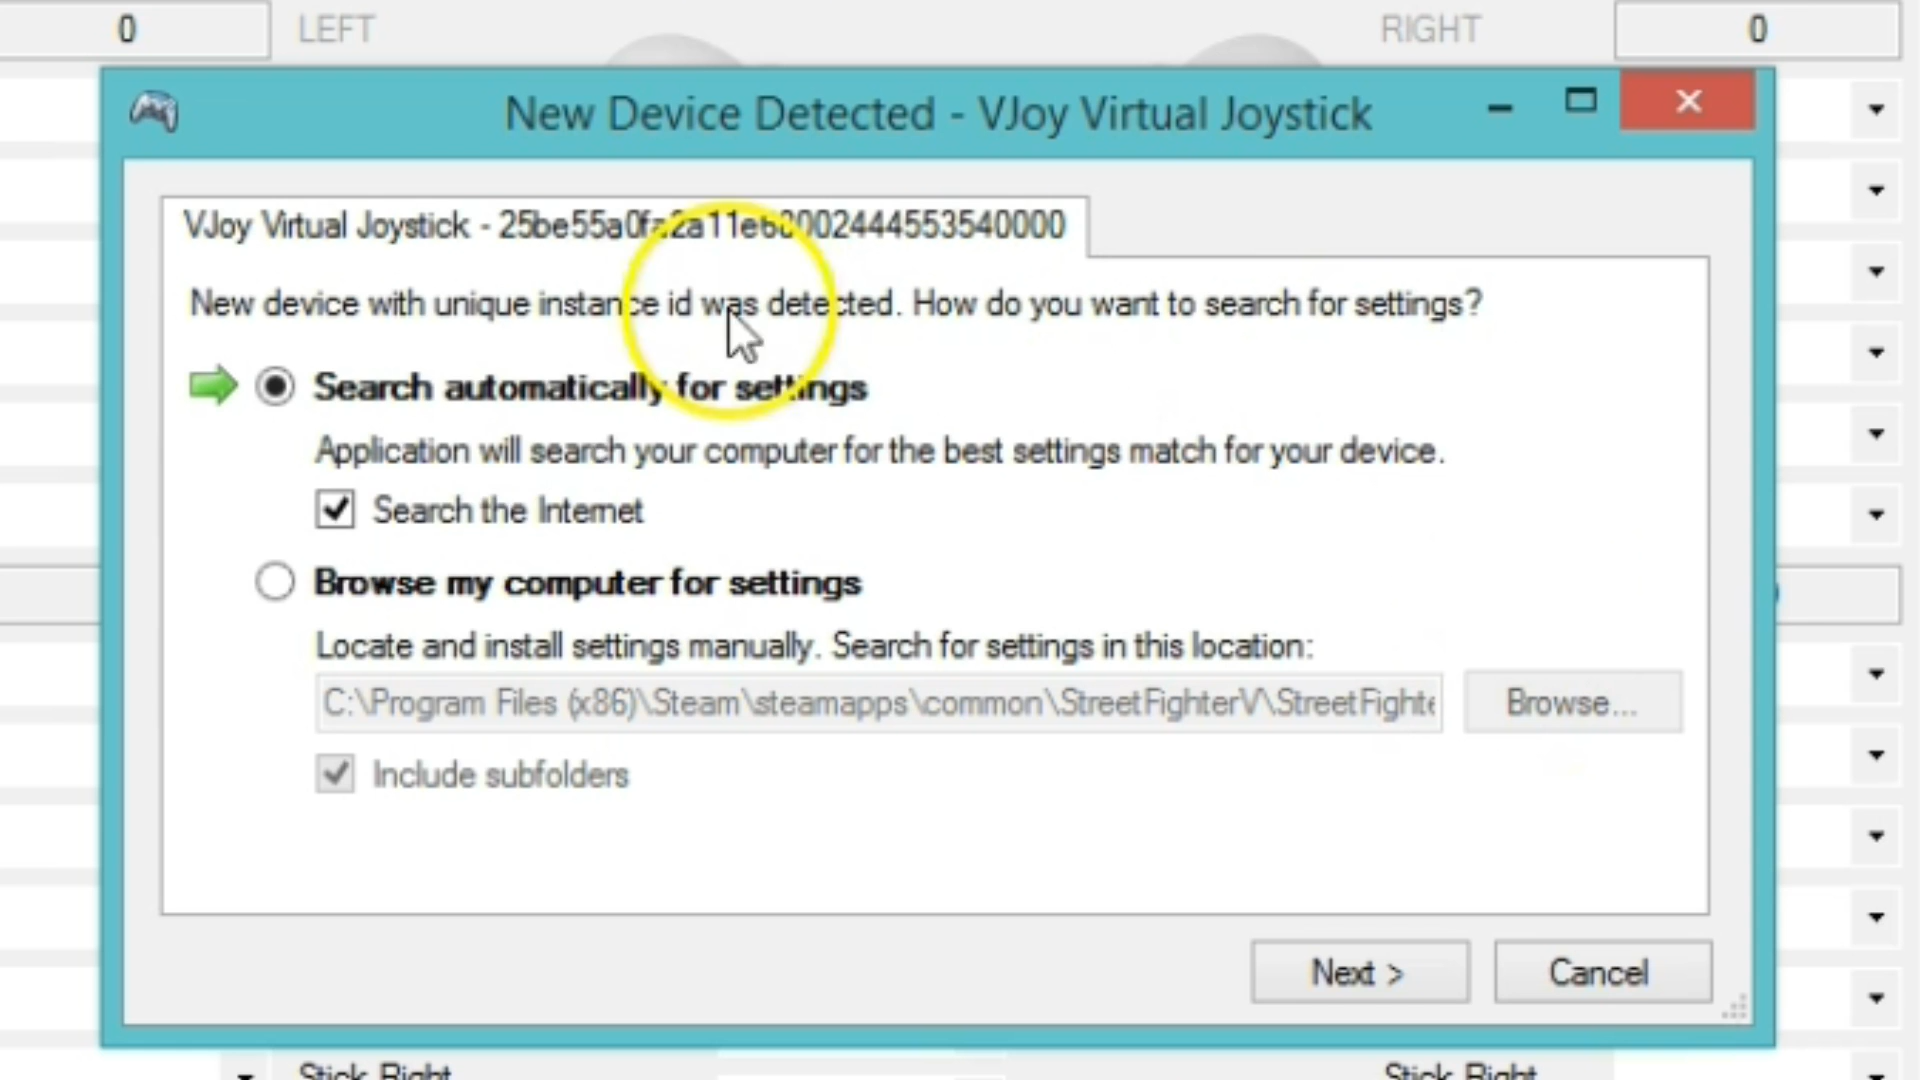 0 LEFT RIGHT 0
New Device Detected - VJoy Virtual Joystick
VJoy Virtual Joystick - 25be55a0fa2a11e68002444553540000
New device with unique instance id was detected. How do you want to search for settings?
Search automatically for settings
Application will search your computer for the best settings match for your device.
Search the Internet
Browse my computer for settings
Locate and install settings manually. Search for settings in this location:
C:\Program Files (x86)\Steam\steamapps\common\StreetFighterV\StreetFighte Browse...
Include subfolders
Next > Cancel
Stick Right Stick Right